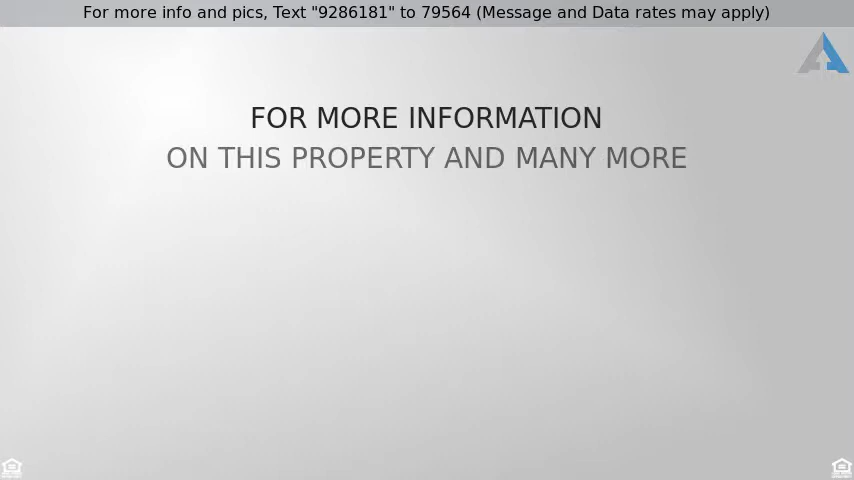 For more info and pics, Text "9286181" to 79564 (Message and Data rates may apply)
FOR MORE INFORMATION
ON THIS PROPERTY AND MANY MORE